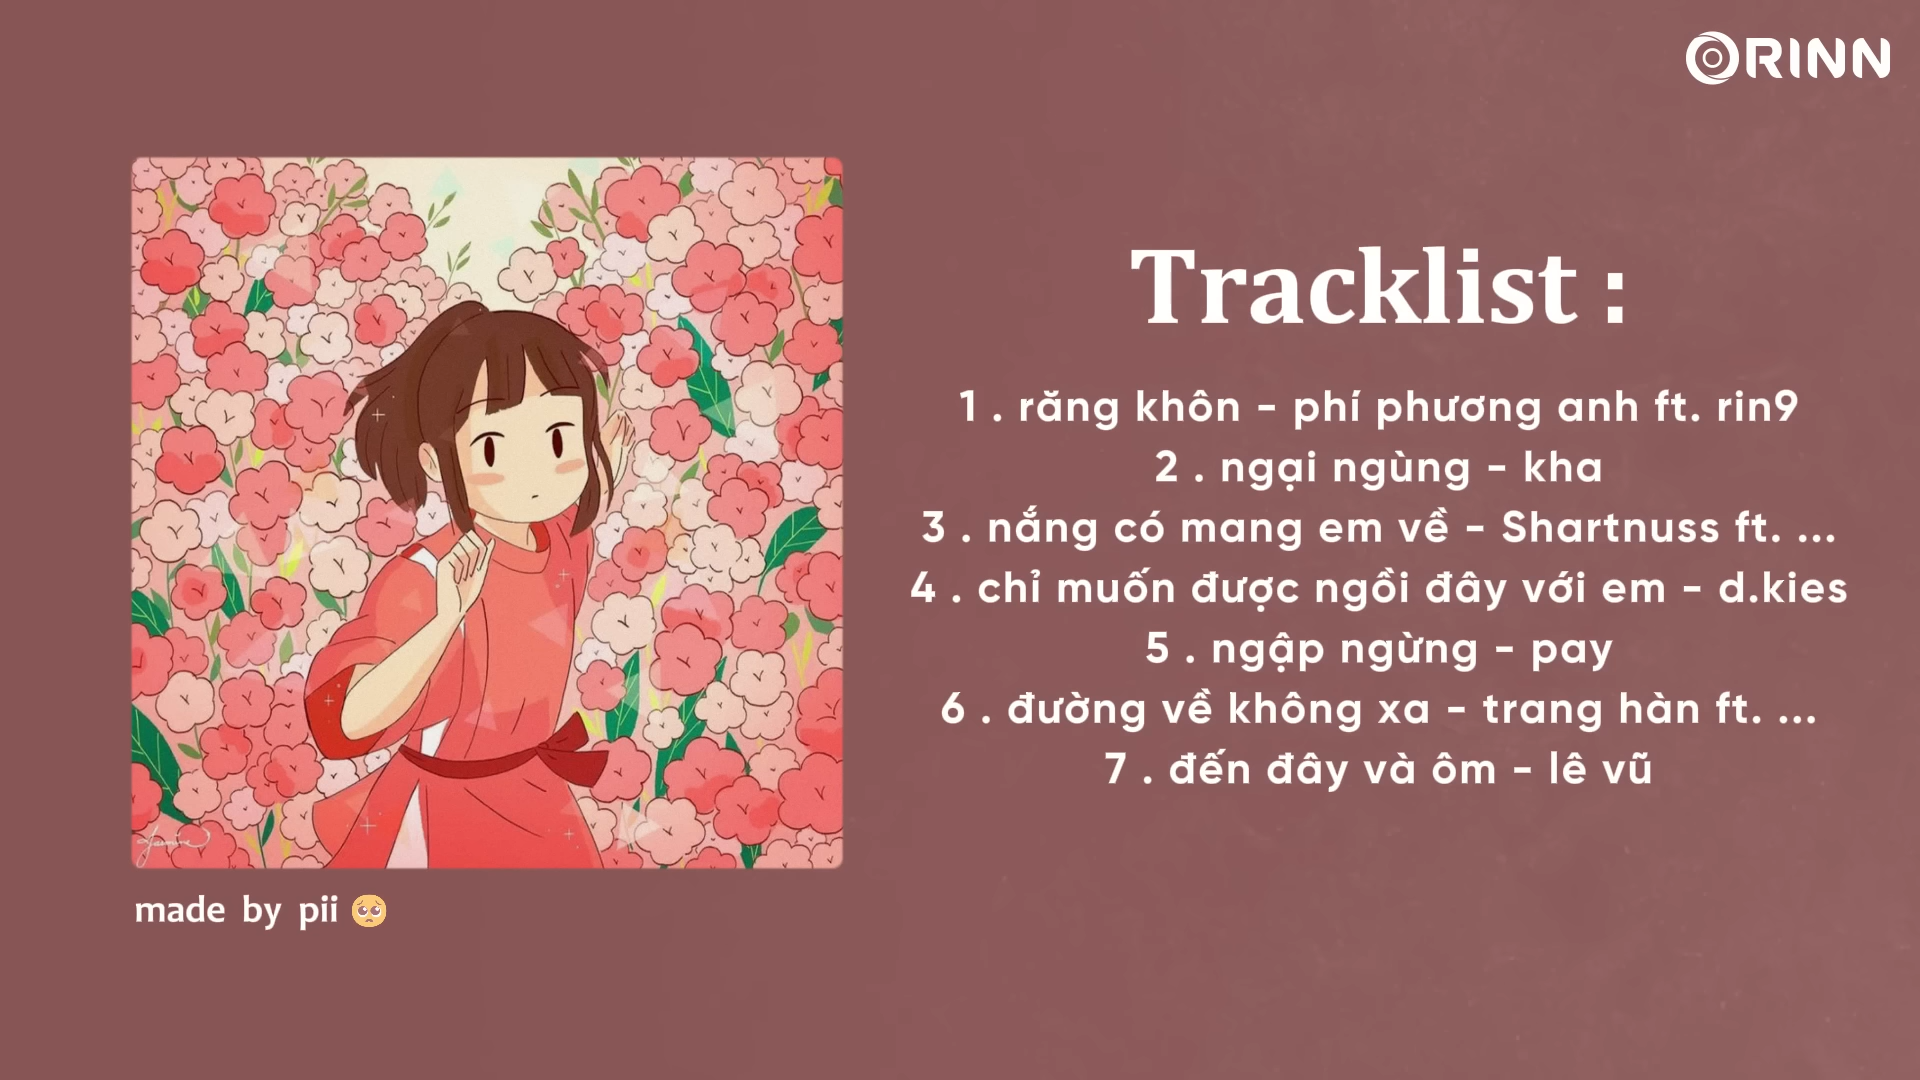 ORINN
Tracklist :
1 . răng khôn - phí phương anh ft. rin9
2 . ngại ngùng - kha
3 . nắng có mang em về - Shartnuss ft. ...
4 . chỉ muốn được ngồi đây với em - d.kies
5 . ngập ngừng - pay
6 . đường về không xa - trang hàn ft. ...
7 . đến đây và ôm - lê vũ
made by pii 🥺